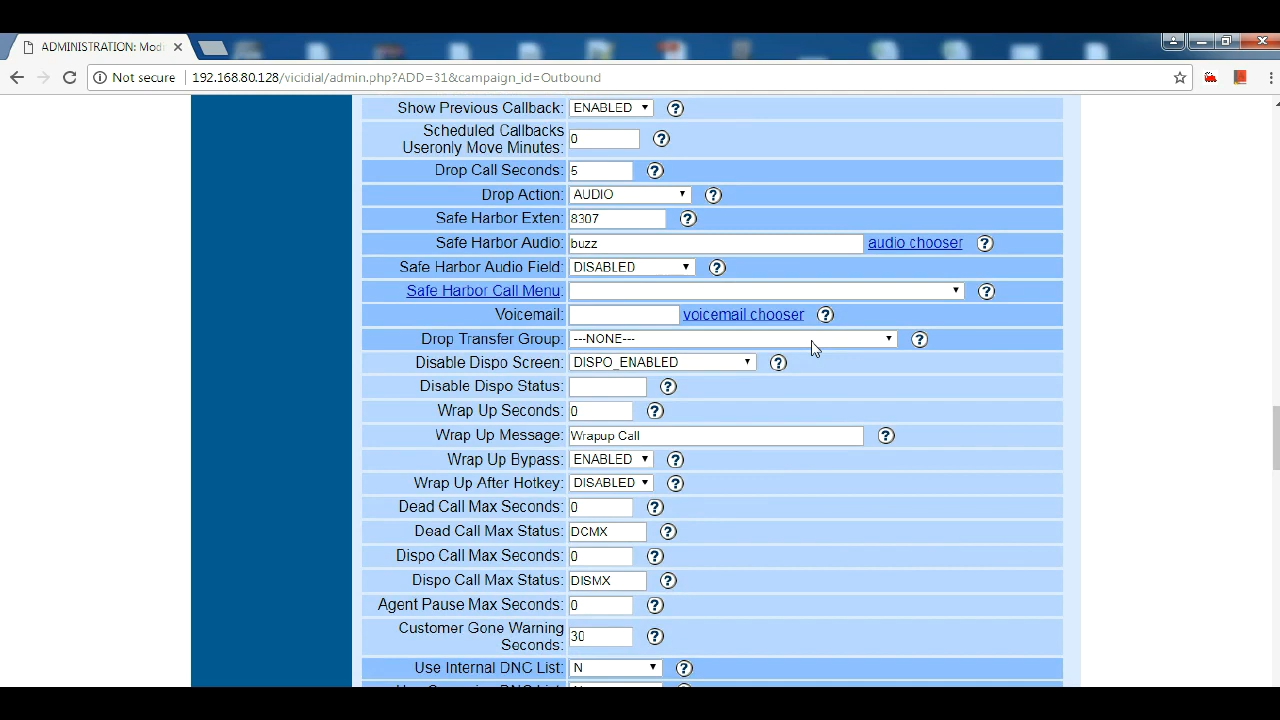 ADMINISTRATION: Mod
Not secure | 192.168.80.128/vicidial/admin.php?ADD=31&campaign_id=Outbound
Show Previous Callback: ENABLED ?
Scheduled Callbacks
Useronly Move Minutes: 0 ?
Drop Call Seconds: 5 ?
Drop Action: AUDIO ?
Safe Harbor Exten: 8307 ?
Safe Harbor Audio: buzz audio chooser ?
Safe Harbor Audio Field: DISABLED ?
Safe Harbor Call Menu: ?
Voicemail: voicemail chooser ?
Drop Transfer Group: ---NONE--- ?
Disable Dispo Screen: DISPO_ENABLED ?
Disable Dispo Status: ?
Wrap Up Seconds: 0 ?
Wrap Up Message: Wrapup Call ?
Wrap Up Bypass: ENABLED ?
Wrap Up After Hotkey: DISABLED ?
Dead Call Max Seconds: 0 ?
Dead Call Max Status: DCMX ?
Dispo Call Max Seconds: 0 ?
Dispo Call Max Status: DISMX ?
Agent Pause Max Seconds: 0 ?
Customer Gone Warning
Seconds: 30 ?
Use Internal DNC List: N ?